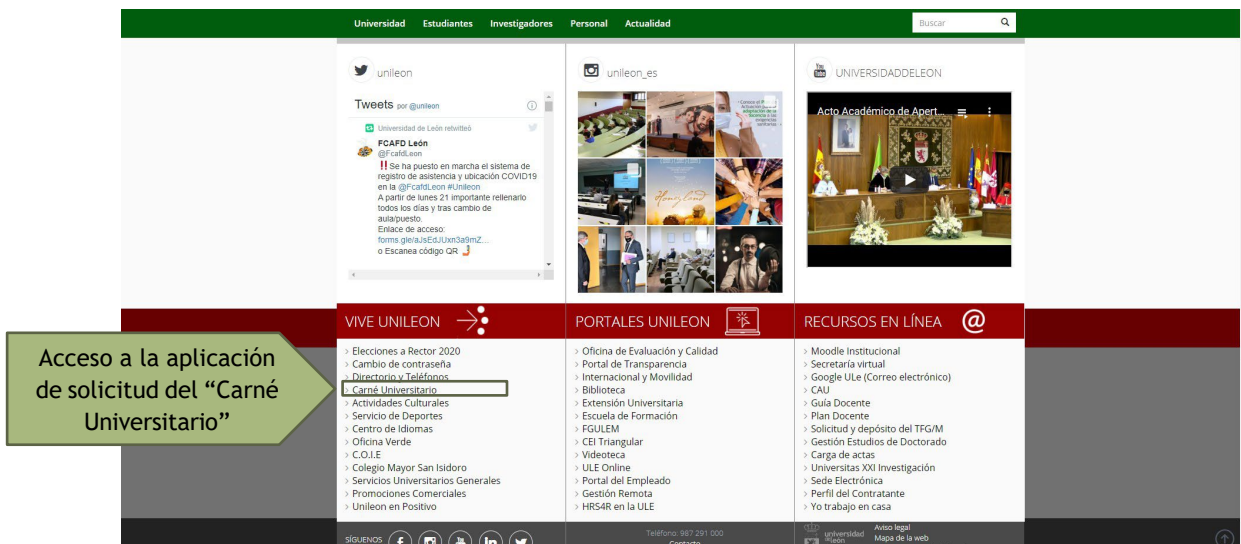 Universidad Estudiantes Investigadores Personal Actualidad Buscar
unileon
Tweets por @unileon
Universidad de León retwitteó
FCAFD León
@FcafdLeon
!!Se ha puesto en marcha el sistema de
registro de asistencia y ubicación COVID19
en la @FcafdLeon #Unileon
A partir de lunes 21 importante rellenarlo
todos los días y tras cambio de
aula/puesto.
Enlace de acceso:
forms.gle/aJsEdJUxn3a9mZ...
o Escanea código QR
unileon_es
Honeyland
You Tube UNIVERSIDADDELEON
Acto Académico de Apert...
Acceso a la aplicación
de solicitud del “Carné
Universitario”
VIVE UNILEON
> Elecciones a Rector 2020
> Cambio de contraseña
> Directorio y Teléfonos
> Carné Universitario
> Actividades Culturales
> Servicio de Deportes
> Centro de Idiomas
> Oficina Verde
> C.O.I.E
> Colegio Mayor San Isidoro
> Servicios Universitarios Generales
> Promociones Comerciales
> Unileon en Positivo
PORTALES UNILEON
> Oficina de Evaluación y Calidad
> Portal de Transparencia
> Internacional y Movilidad
> Biblioteca
> Extensión Universitaria
> Escuela de Formación
> FGULEM
> CEI Triangular
> Videoteca
> ULE Online
> Portal del Empleado
> Gestión Remota
> HRS4R en la ULE
RECURSOS EN LÍNEA @
> Moodle Institucional
> Secretaría virtual
> Google ULe (Correo electrónico)
> CAU
> Guía Docente
> Plan Docente
> Solicitud y depósito del TFG/M
> Gestión Estudios de Doctorado
> Carga de actas
> Universitas XXI Investigación
> Sede Electrónica
> Perfil del Contratante
> Yo trabajo en casa
SÍGUENOS
Teléfono: 987 291 000
Contacto
universidad
de león
Aviso legal
Mapa de la web